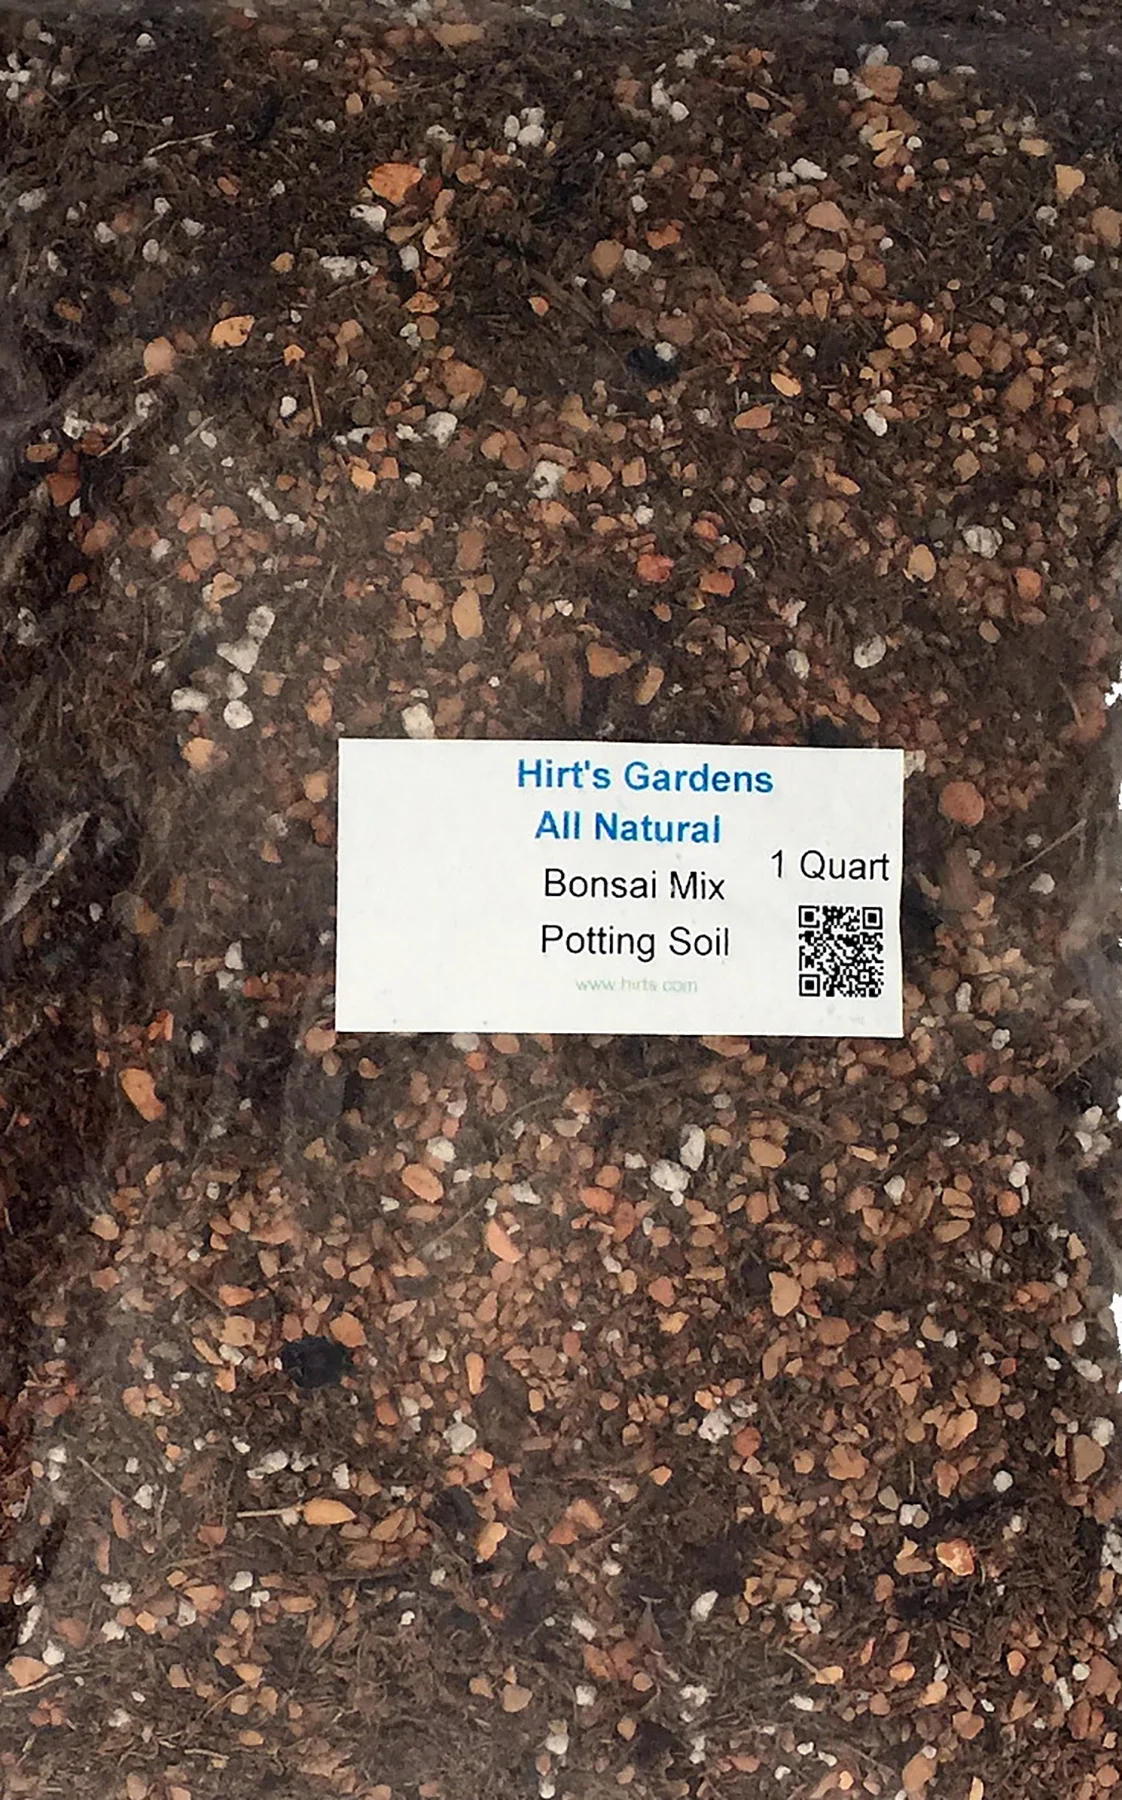 Hirt's Gardens
All Natural
1 Quart
Bonsai Mix
Potting Soil
www.hirts.com